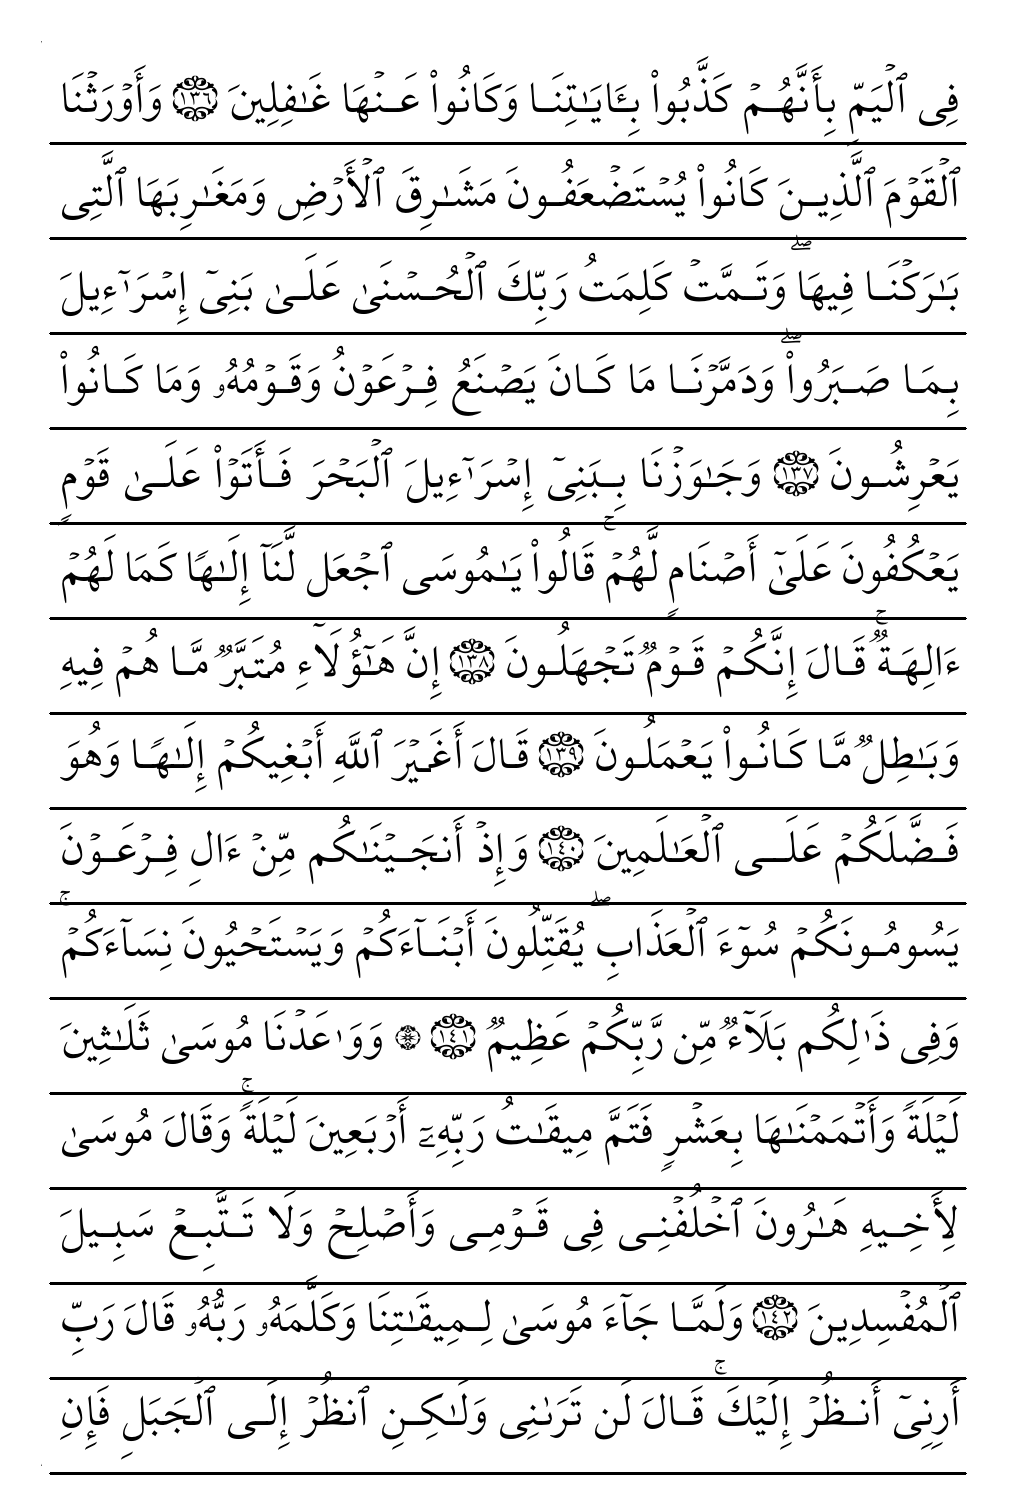 فِى ٱلۡيَمِّ بِأَنَّهُمۡ كَذَّبُواْ بِـَٔايَٰتِنَا وَكَانُواْ عَنۡهَا غَٰفِلِينَ ١٣٦ وَأَوۡرَثۡنَا
ٱلۡقَوۡمَ ٱلَّذِينَ كَانُواْ يُسۡتَضۡعَفُونَ مَشَٰرِقَ ٱلۡأَرۡضِ وَمَغَٰرِبَهَا ٱلَّتِى
بَٰرَكۡنَا فِيهَاۖ وَتَمَّتۡ كَلِمَتُ رَبِّكَ ٱلۡحُسۡنَىٰ عَلَىٰ بَنِىٓ إِسۡرَٰٓءِيلَ
بِمَا صَبَرُواْۖ وَدَمَّرۡنَا مَا كَانَ يَصۡنَعُ فِرۡعَوۡنُ وَقَوۡمُهُۥ وَمَا كَانُواْ
يَعۡرِشُونَ ١٣٧ وَجَٰوَزۡنَا بِبَنِىٓ إِسۡرَٰٓءِيلَ ٱلۡبَحۡرَ فَأَتَوۡاْ عَلَىٰ قَوۡمٍ
يَعۡكُفُونَ عَلَىٰٓ أَصۡنَامٍ لَّهُمۡۚ قَالُواْ يَٰمُوسَى ٱجۡعَل لَّنَآ إِلَٰهًا كَمَا لَهُمۡ
ءَالِهَةٌۚ قَالَ إِنَّكُمۡ قَوۡمٌ تَجۡهَلُونَ ١٣٨ إِنَّ هَٰٓؤُلَآءِ مُتَبَّرٌ مَّا هُمۡ فِيهِ
وَبَٰطِلٌ مَّا كَانُواْ يَعۡمَلُونَ ١٣٩ قَالَ أَغَيۡرَ ٱللَّهِ أَبۡغِيكُمۡ إِلَٰهًا وَهُوَ
فَضَّلَكُمۡ عَلَى ٱلۡعَٰلَمِينَ ١٤٠ وَإِذۡ أَنجَيۡنَٰكُم مِّنۡ ءَالِ فِرۡعَوۡنَ
يَسُومُونَكُمۡ سُوٓءَ ٱلۡعَذَابِۖ يُقَتِّلُونَ أَبۡنَآءَكُمۡ وَيَسۡتَحۡيُونَ نِسَآءَكُمۡۚ
وَفِى ذَٰلِكُم بَلَآءٌ مِّن رَّبِّكُمۡ عَظِيمٌ ١٤١ ۞ وَوَٰعَدۡنَا مُوسَىٰ ثَلَٰثِينَ
لَيۡلَةً وَأَتۡمَمۡنَٰهَا بِعَشۡرٍ فَتَمَّ مِيقَٰتُ رَبِّهِۦٓ أَرۡبَعِينَ لَيۡلَةًۚ وَقَالَ مُوسَىٰ
لِأَخِيهِ هَٰرُونَ ٱخۡلُفۡنِى فِى قَوۡمِى وَأَصۡلِحۡ وَلَا تَتَّبِعۡ سَبِيلَ
ٱلۡمُفۡسِدِينَ ١٤٢ وَلَمَّا جَآءَ مُوسَىٰ لِمِيقَٰتِنَا وَكَلَّمَهُۥ رَبُّهُۥ قَالَ رَبِّ
أَرِنِىٓ أَنظُرۡ إِلَيۡكَۚ قَالَ لَن تَرَىٰنِى وَلَٰكِنِ ٱنظُرۡ إِلَى ٱلۡجَبَلِ فَإِنِ